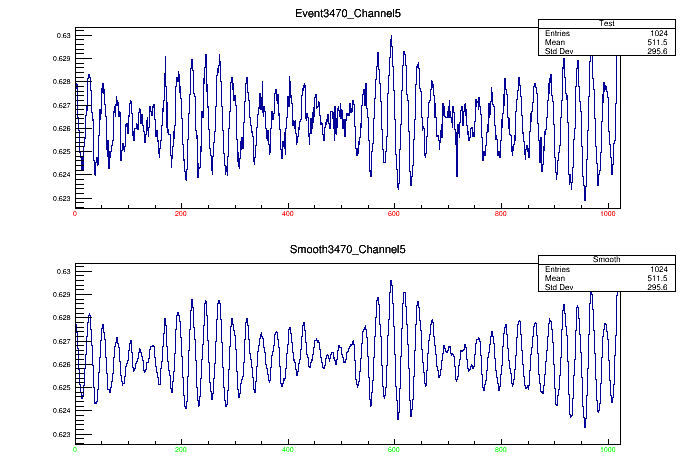 Event3470_Channel5
Test
Entries 1024
Mean 511.5
Std Dev 295.6
0.63
0.629
0.628
0.627
0.626
0.625
0.624
0.623
0 200 400 600 800 1000
Smooth3470_Channel5
Smooth
Entries 1024
Mean 511.5
Std Dev 295.6
0.63
0.629
0.628
0.627
0.626
0.625
0.624
0.623
0 200 400 600 800 1000